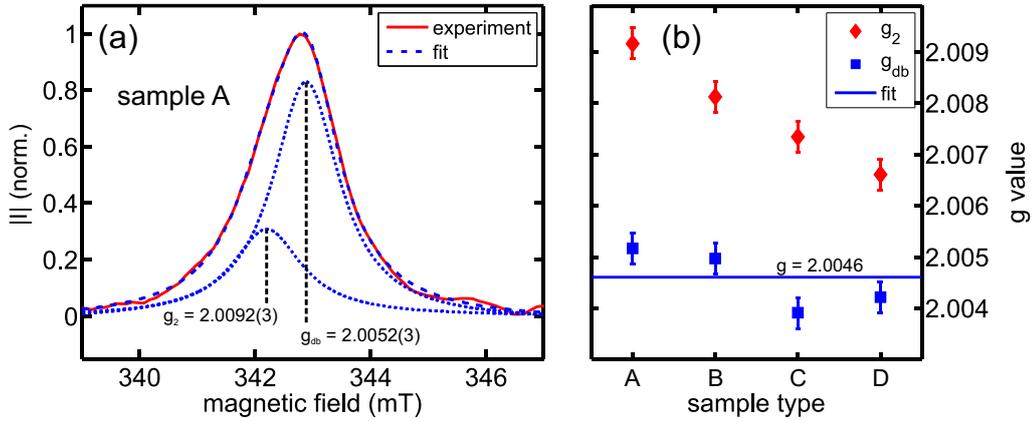 (a)
experiment
fit
sample A
1
0.8
0.6
0.4
0.2
0
|I| (norm.)
g2 = 2.0092(3)
gdb = 2.0052(3)
340
342
344
346
magnetic field (mT)
(b)
g2
gdb
fit
2.009
2.008
2.007
2.006
2.005
2.004
g value
g = 2.0046
A
B
C
D
sample type